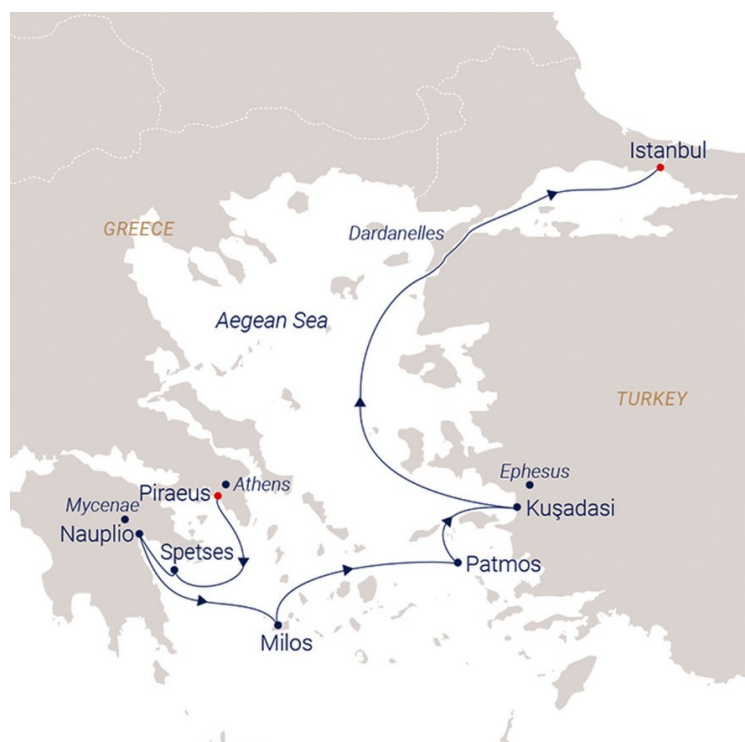 Istanbul
GREECE
Dardanelles
Aegean Sea
TURKEY
Ephesus
Athens
Piraeus
Mycenae
Kuşadasi
Nauplio
Spetses
Patmos
Milos